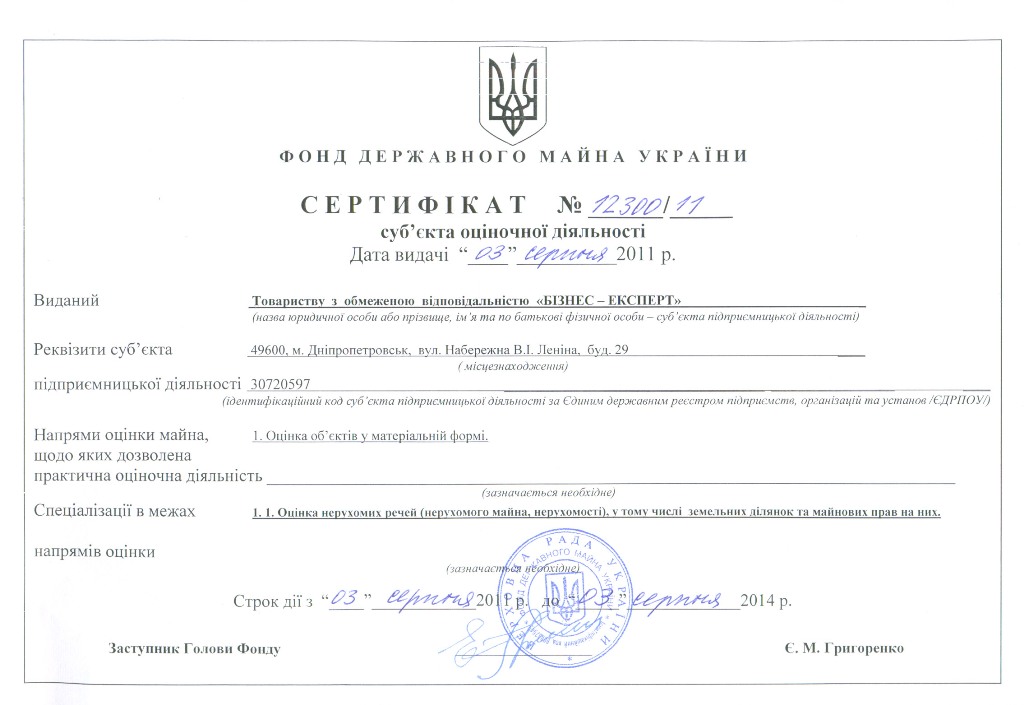 ФОНД ДЕРЖАВНОГО МАЙНА УКРАЇНИ
СЕРТИФІКАТ № 12300/11
суб’єкта оціночної діяльності
Дата видачі “03” серпня 2011 р.
Виданий Товариству з обмеженою відповідальністю «БІЗНЕС – ЕКСПЕРТ»
(назва юридичної особи або прізвище, ім’я та по батькові фізичної особи – суб’єкта підприємницької діяльності)
Реквізити суб’єкта 49600, м. Дніпропетровськ, вул. Набережна В.І. Леніна, буд. 29
( місцезнаходження)
підприємницької діяльності 30720597
(ідентифікаційний код суб’єкта підприємницької діяльності за Єдиним державним реєстром підприємств, організацій та установ /ЄДРПОУ/)
Напрями оцінки майна, 1. Оцінка об’єктів у матеріальній формі.
щодо яких дозволена
практична оціночна діяльність
(зазначається необхідне)
Спеціалізації в межах 1. 1. Оцінка нерухомих речей (нерухомого майна, нерухомості), у тому числі земельних ділянок та майнових прав на них.
напрямів оцінки
(зазначається необхідне)
ВЕРХОВНА РАДА УКРАЇНИ
ФОНД ДЕРЖАВНОГО МАЙНА УКРАЇНИ
Строк дії з “03” серпня 2011 р. до “03” серпня 2014 р.
Заступник Голови Фонду Є. М. Григоренко